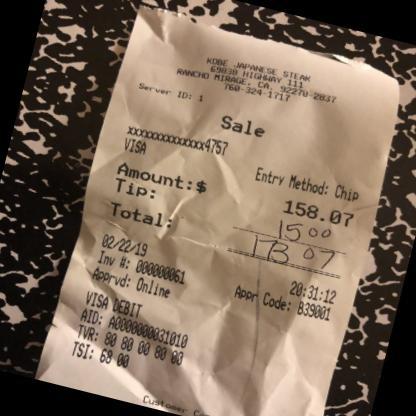 KOBE JAPANESE STEAK
69838 HIGHWAY 111
RANCHO MIRAGE, CA. 92270-2837
760-324-1717
Server ID: 1
Sale
xxxxxxxxxxxxxx4757
VISA Entry Method: Chip
Amount:$ 158.07
Tip: 15 00
Total: 173 07
02/22/19 20:31:12
Inv #: 00000061 Appr Code: B39001
Apprvd: Online
VISA DEBIT
AID: A0000000031010
TVR: 80 80 00 80 00
TSI: 68 00
Customer